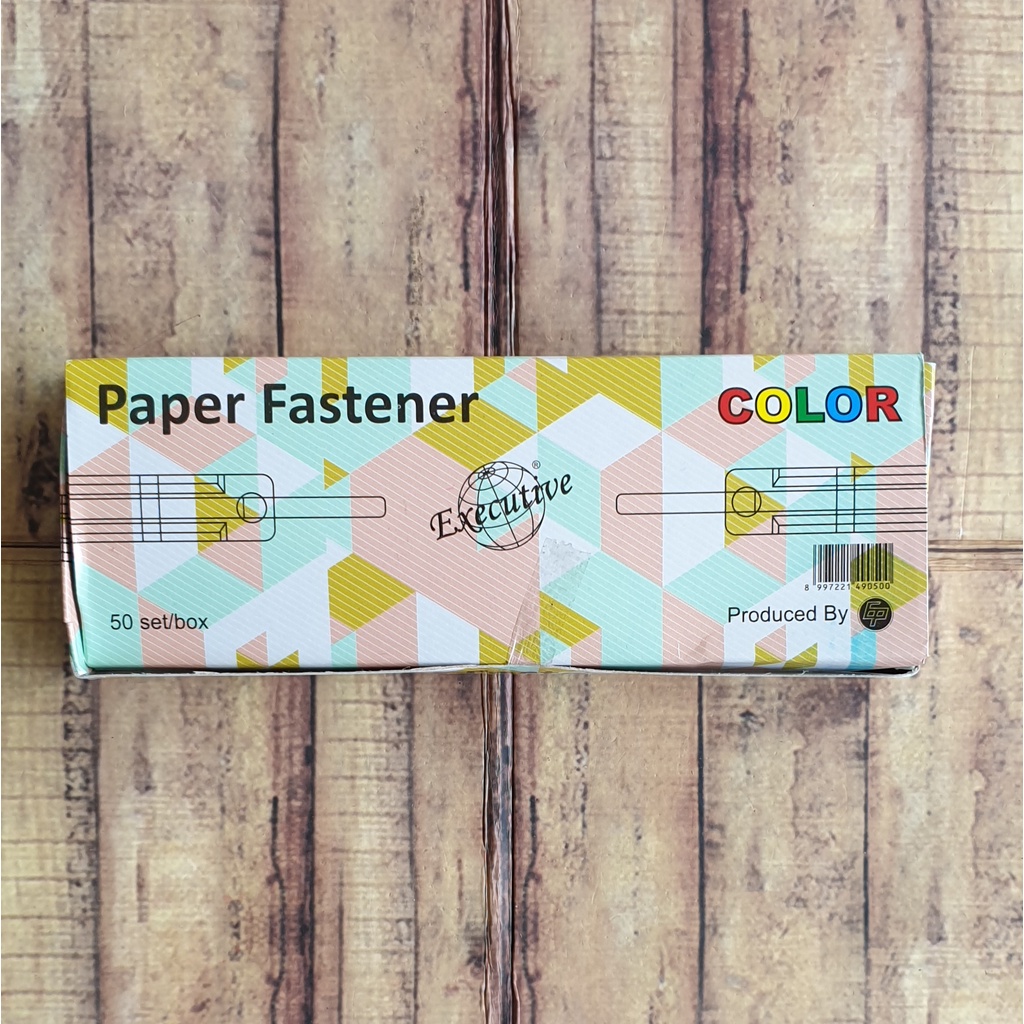 Paper Fastener
COLOR
Executive®
8 997221 490500
50 set/box
Produced By